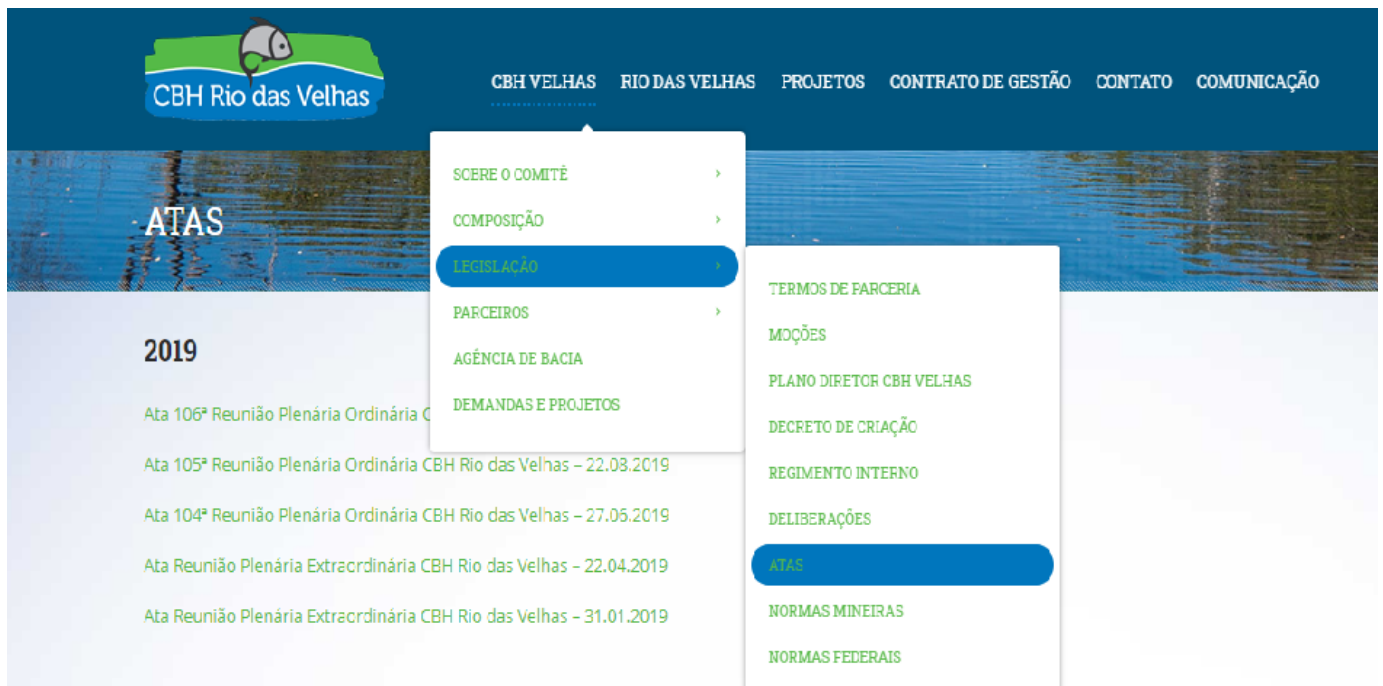 CBH Rio das Velhas
CBH VELHAS RIO DAS VELHAS PROJETOS CONTRATO DE GESTÃO CONTATO COMUNICAÇÃO
ATAS
SOBRE O COMITÊ
COMPOSIÇÃO
LEGISLAÇÃO
PARCEIROS
AGÊNCIA DE BACIA
DEMANDAS E PROJETOS
TERMOS DE PARCERIA
MOÇÕES
PLANO DIRETOR CBH VELHAS
DECRETO DE CRIAÇÃO
REGIMENTO INTERNO
DELIBERAÇÕES
ATAS
NORMAS MINEIRAS
NORMAS FEDERAIS
2019
Ata 106ª Reunião Plenária Ordinária
Ata 105ª Reunião Plenária Ordinária CBH Rio das Velhas – 22.08.2019
Ata 104ª Reunião Plenária Ordinária CBH Rio das Velhas – 27.06.2019
Ata Reunião Plenária Extraordinária CBH Rio das Velhas – 22.04.2019
Ata Reunião Plenária Extraordinária CBH Rio das Velhas – 31.01.2019